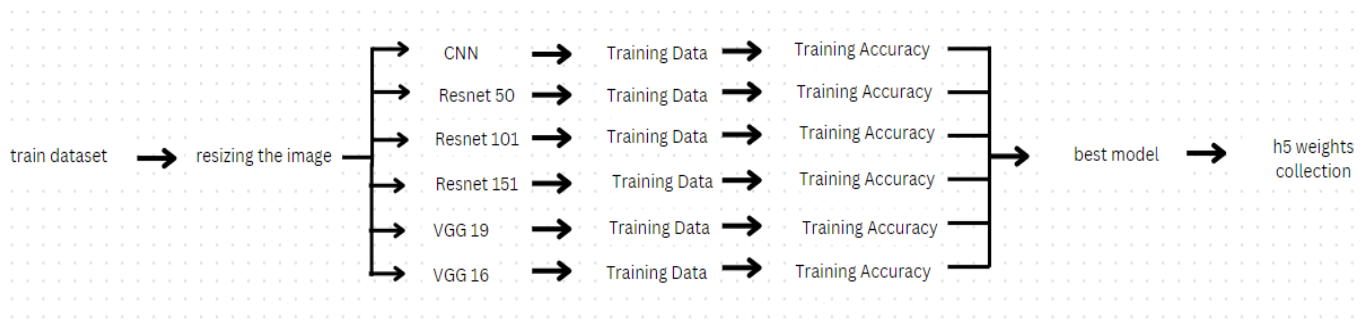 train dataset
resizing the image
CNN
Training Data
Training Accuracy
Resnet 50
Training Data
Training Accuracy
Resnet 101
Training Data
Training Accuracy
Resnet 151
Training Data
Training Accuracy
VGG 19
Training Data
Training Accuracy
VGG 16
Training Data
Training Accuracy
best model
h5 weights
collection